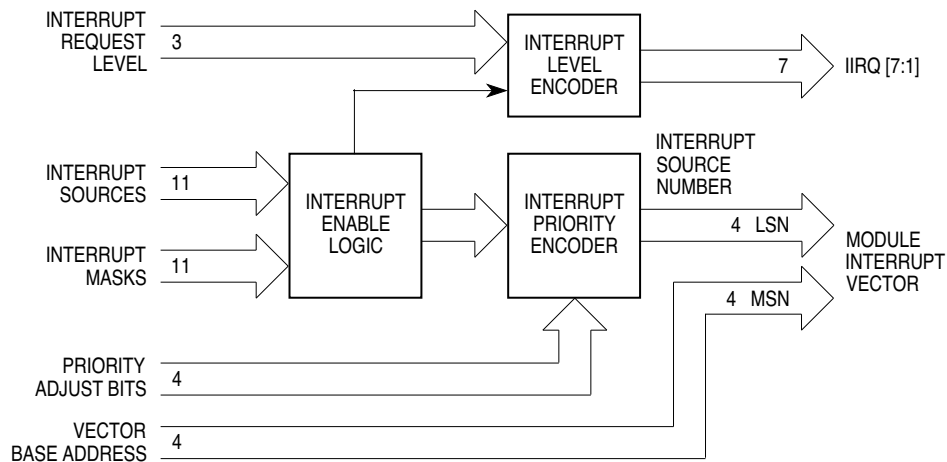 INTERRUPT
REQUEST
LEVEL
3
INTERRUPT
LEVEL
ENCODER
7
IIRQ [7:1]
INTERRUPT
SOURCES
11
INTERRUPT
MASKS
11
INTERRUPT
ENABLE
LOGIC
INTERRUPT
PRIORITY
ENCODER
INTERRUPT
SOURCE
NUMBER
4 LSN
4 MSN
MODULE
INTERRUPT
VECTOR
PRIORITY
ADJUST BITS
4
VECTOR
BASE ADDRESS
4